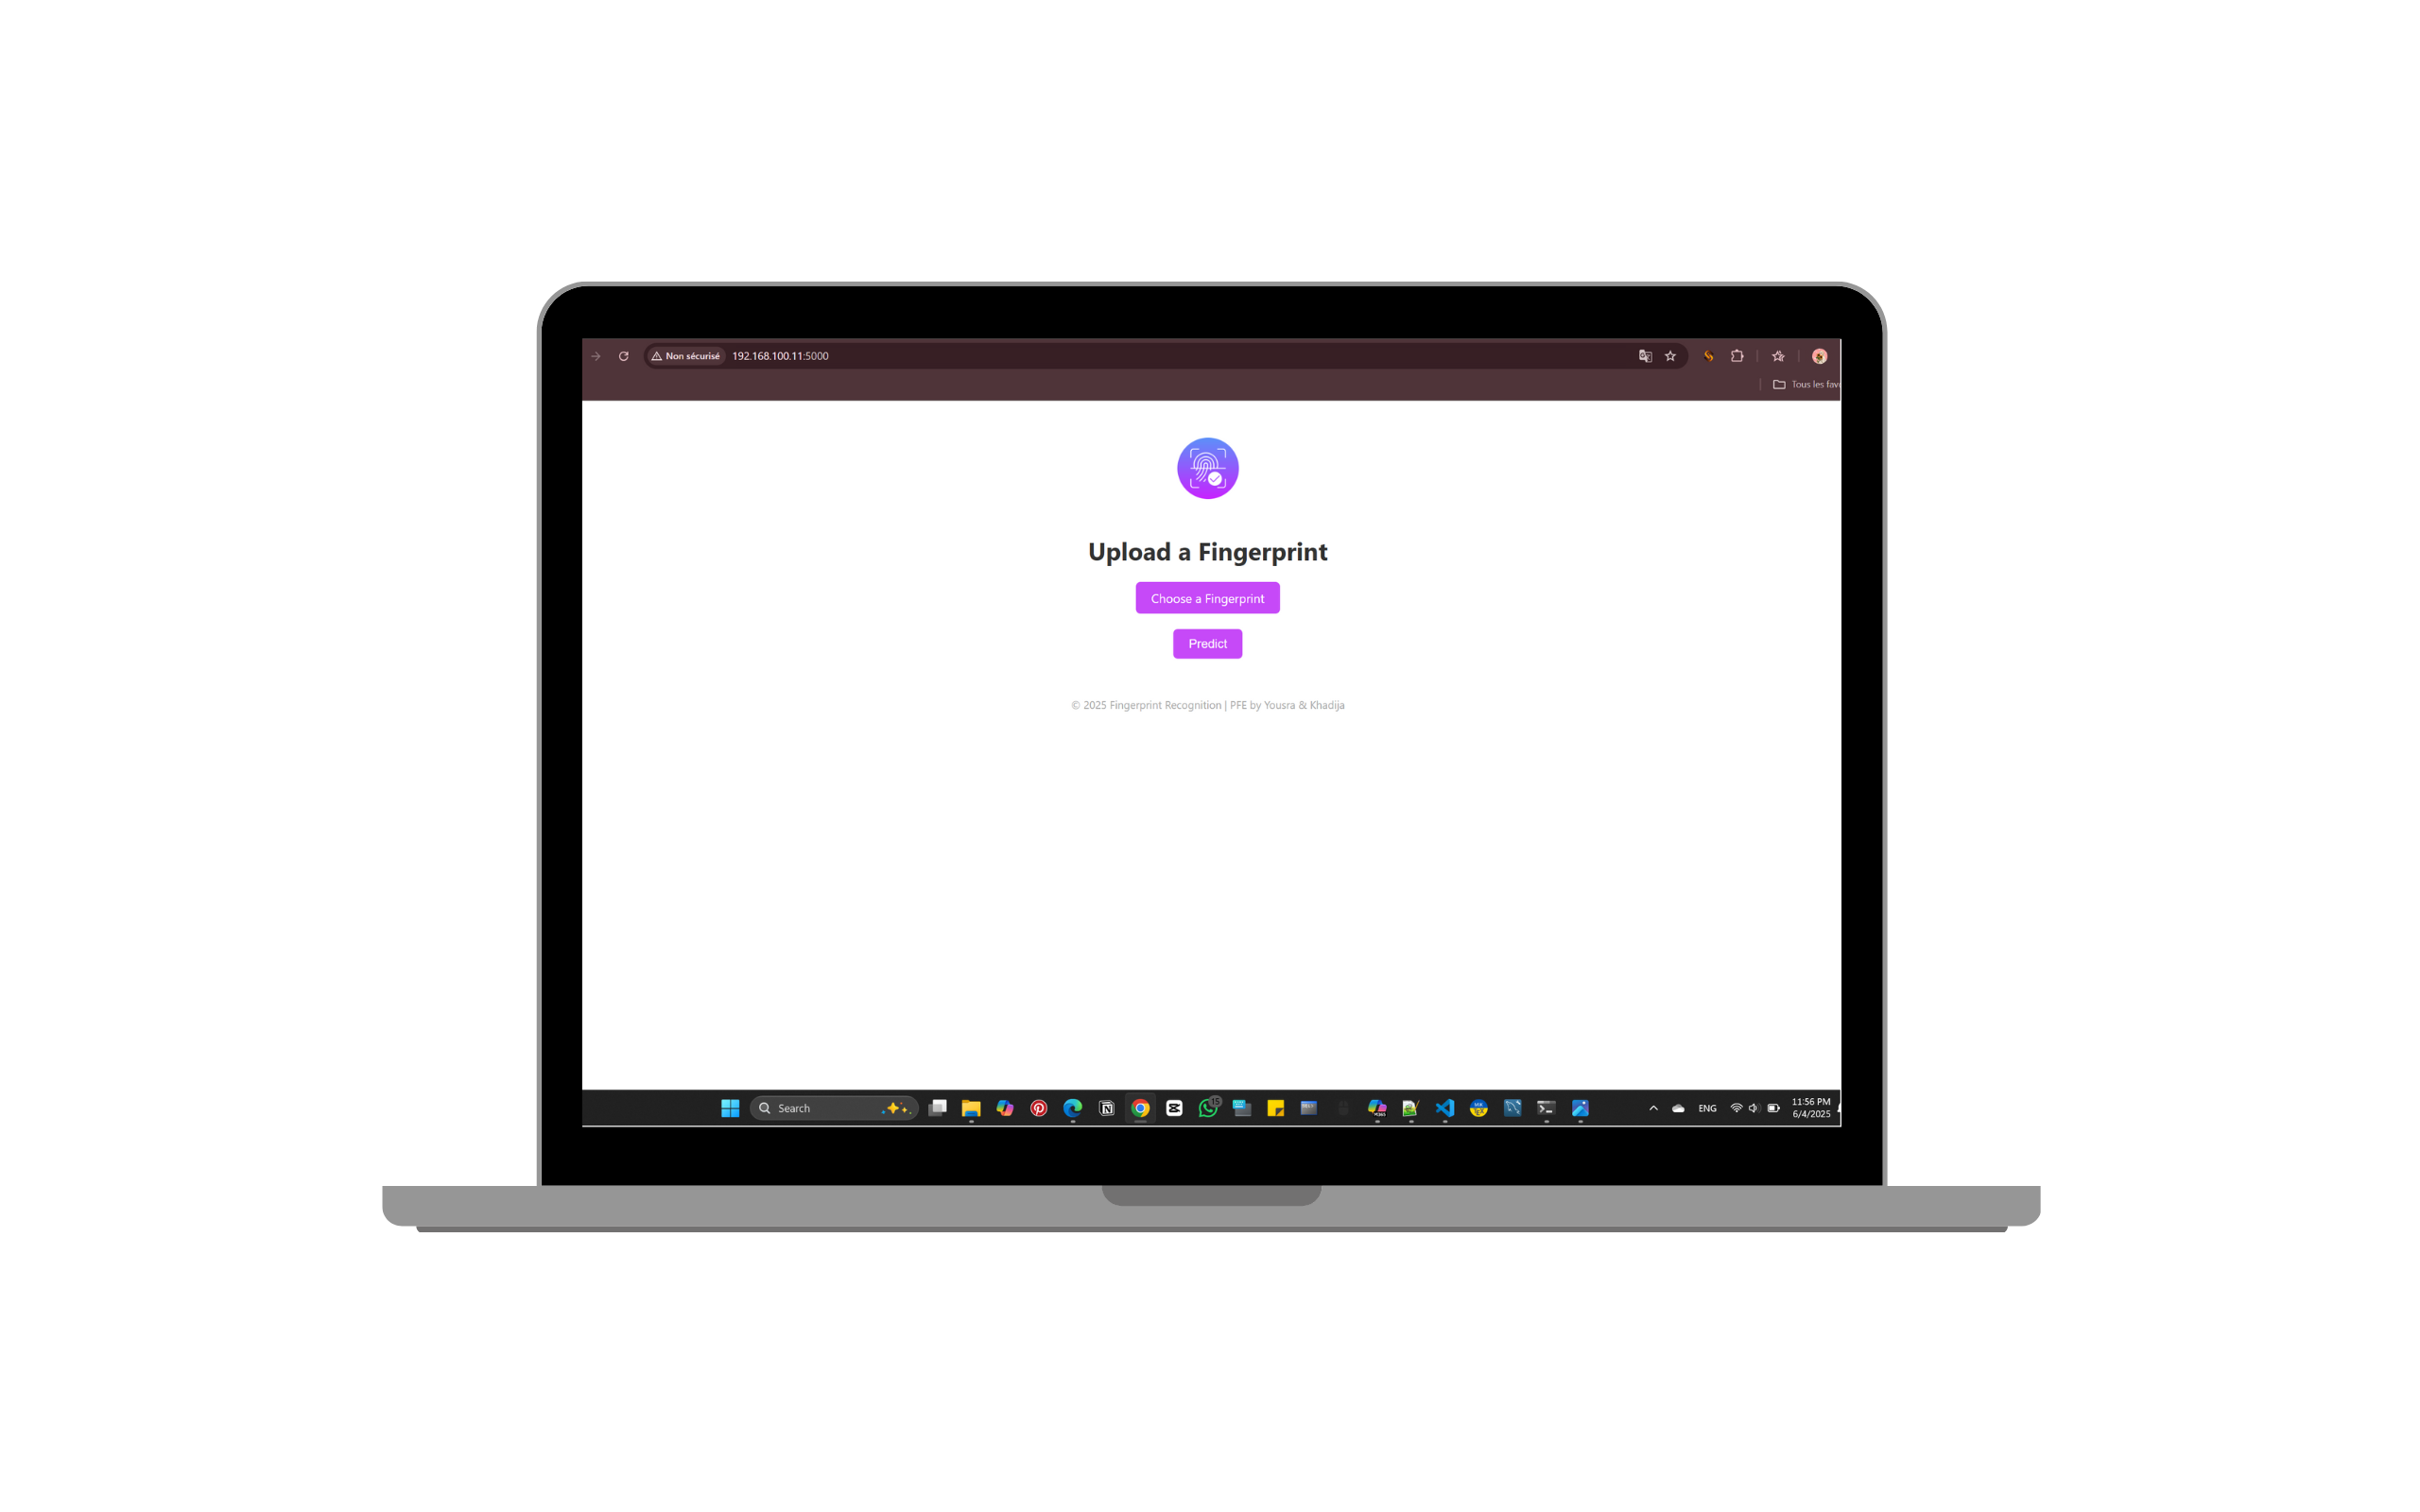 Non sécurisé 192.168.100.11:5000
Tous les fav
Upload a Fingerprint
Choose a Fingerprint
Predict
© 2025 Fingerprint Recognition | PFE by Yousra & Khadija
Search
ENG
11:56 PM
6/4/2025